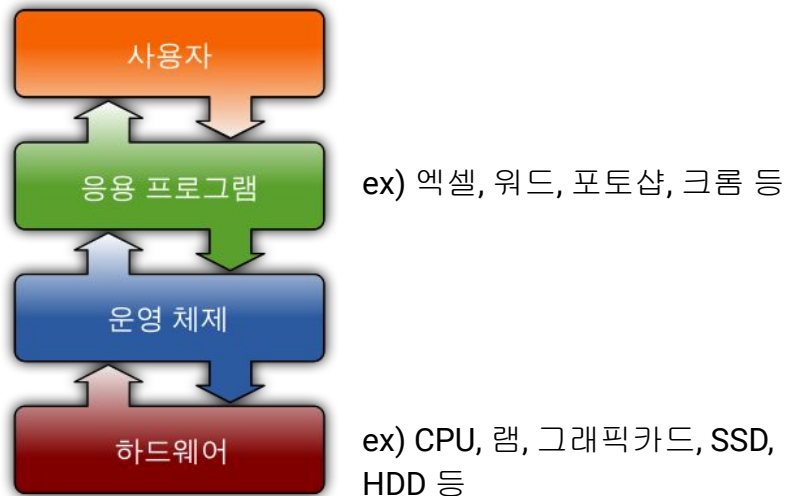 사용자
응용 프로그램
ex) 엑셀, 워드, 포토샵, 크롬 등
운영 체제
하드웨어
ex) CPU, 램, 그래픽카드, SSD,
HDD 등